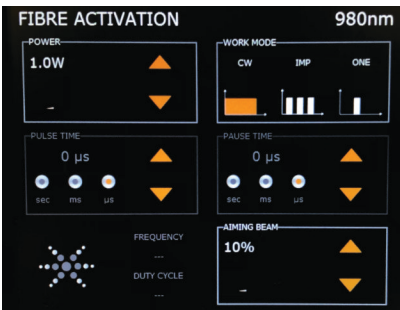 FIBRE ACTIVATION
980nm
POWER
1.0W
WORK MODE
CW
IMP
ONE
PULSE TIME
0 µs
sec
ms
µs
PAUSE TIME
0 µs
sec
ms
µs
FREQUENCY
---
DUTY CYCLE
---
AIMING BEAM
10%